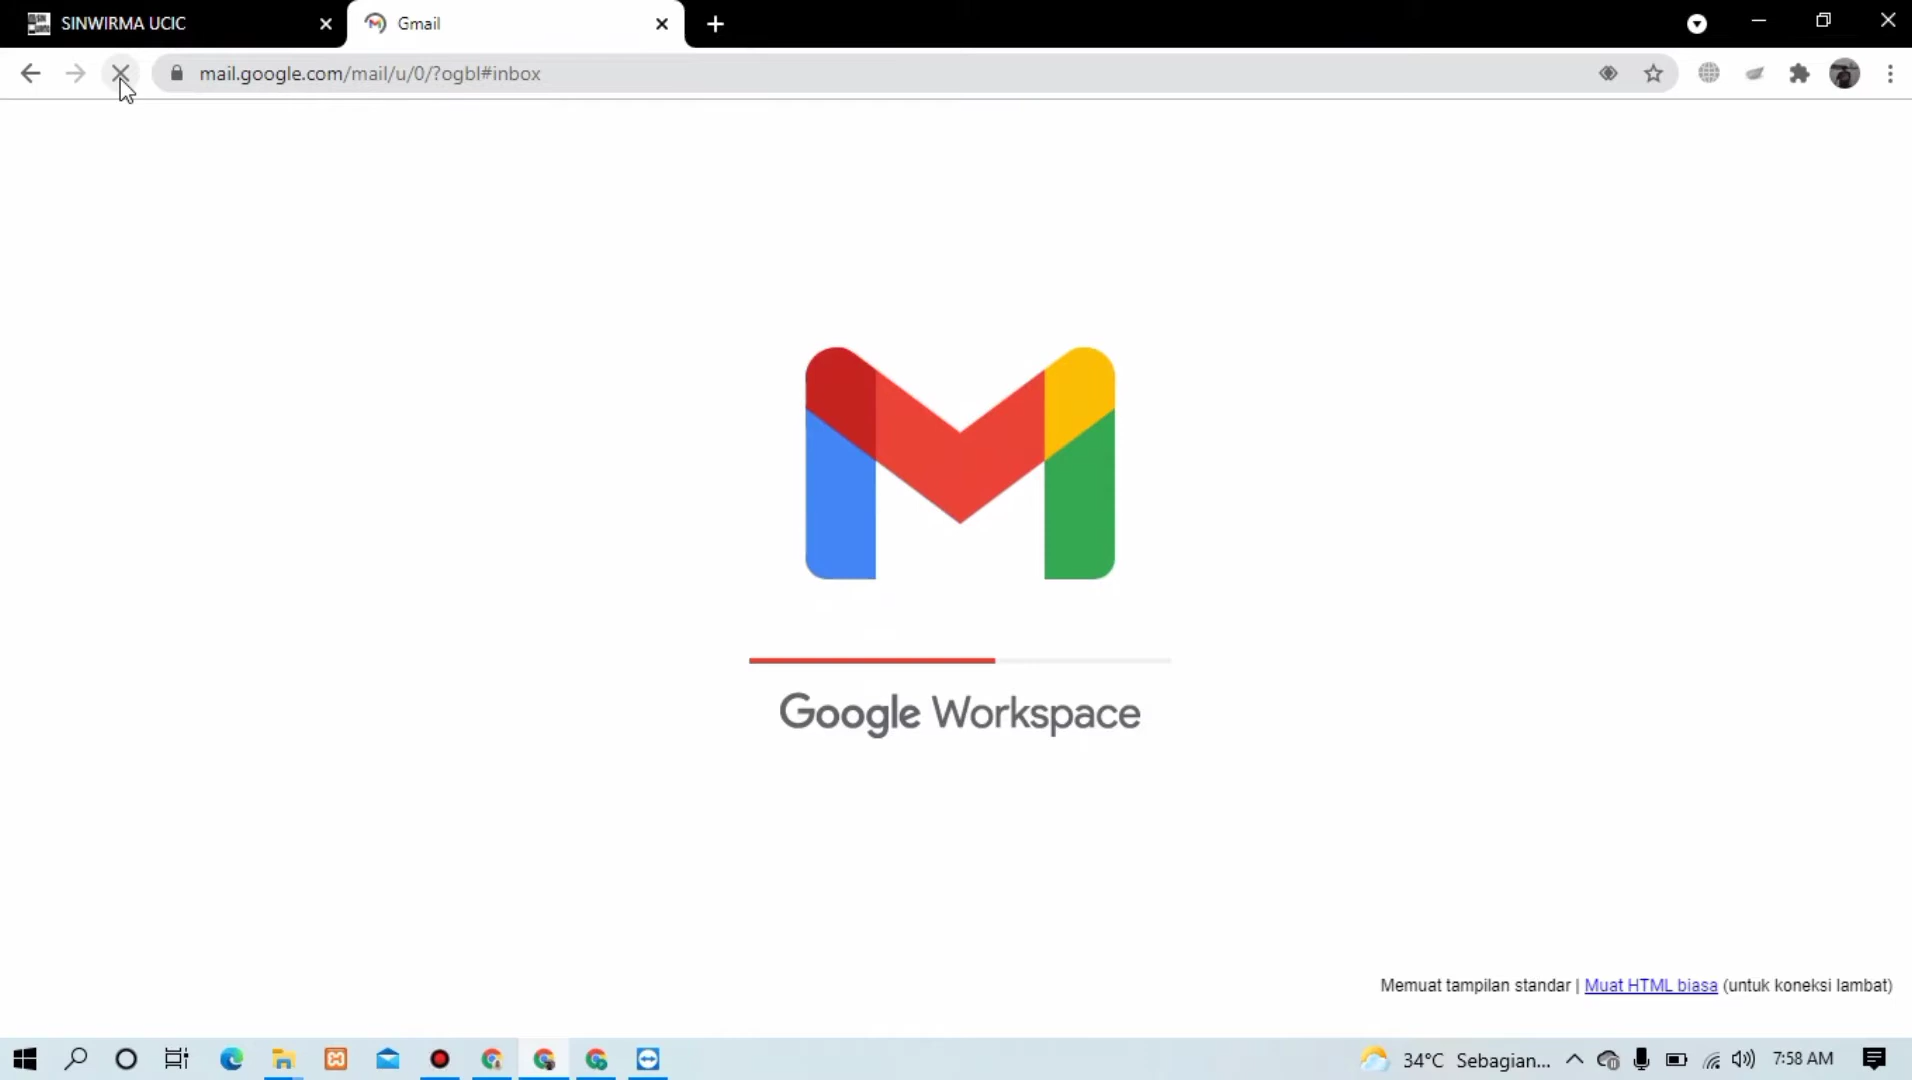 SINWIRMA UCIC
Gmail
mail.google.com/mail/u/0/?ogbl#inbox
Google Workspace
Memuat tampilan standar | Muat HTML biasa (untuk koneksi lambat)
34°C Sebagian...
7:58 AM